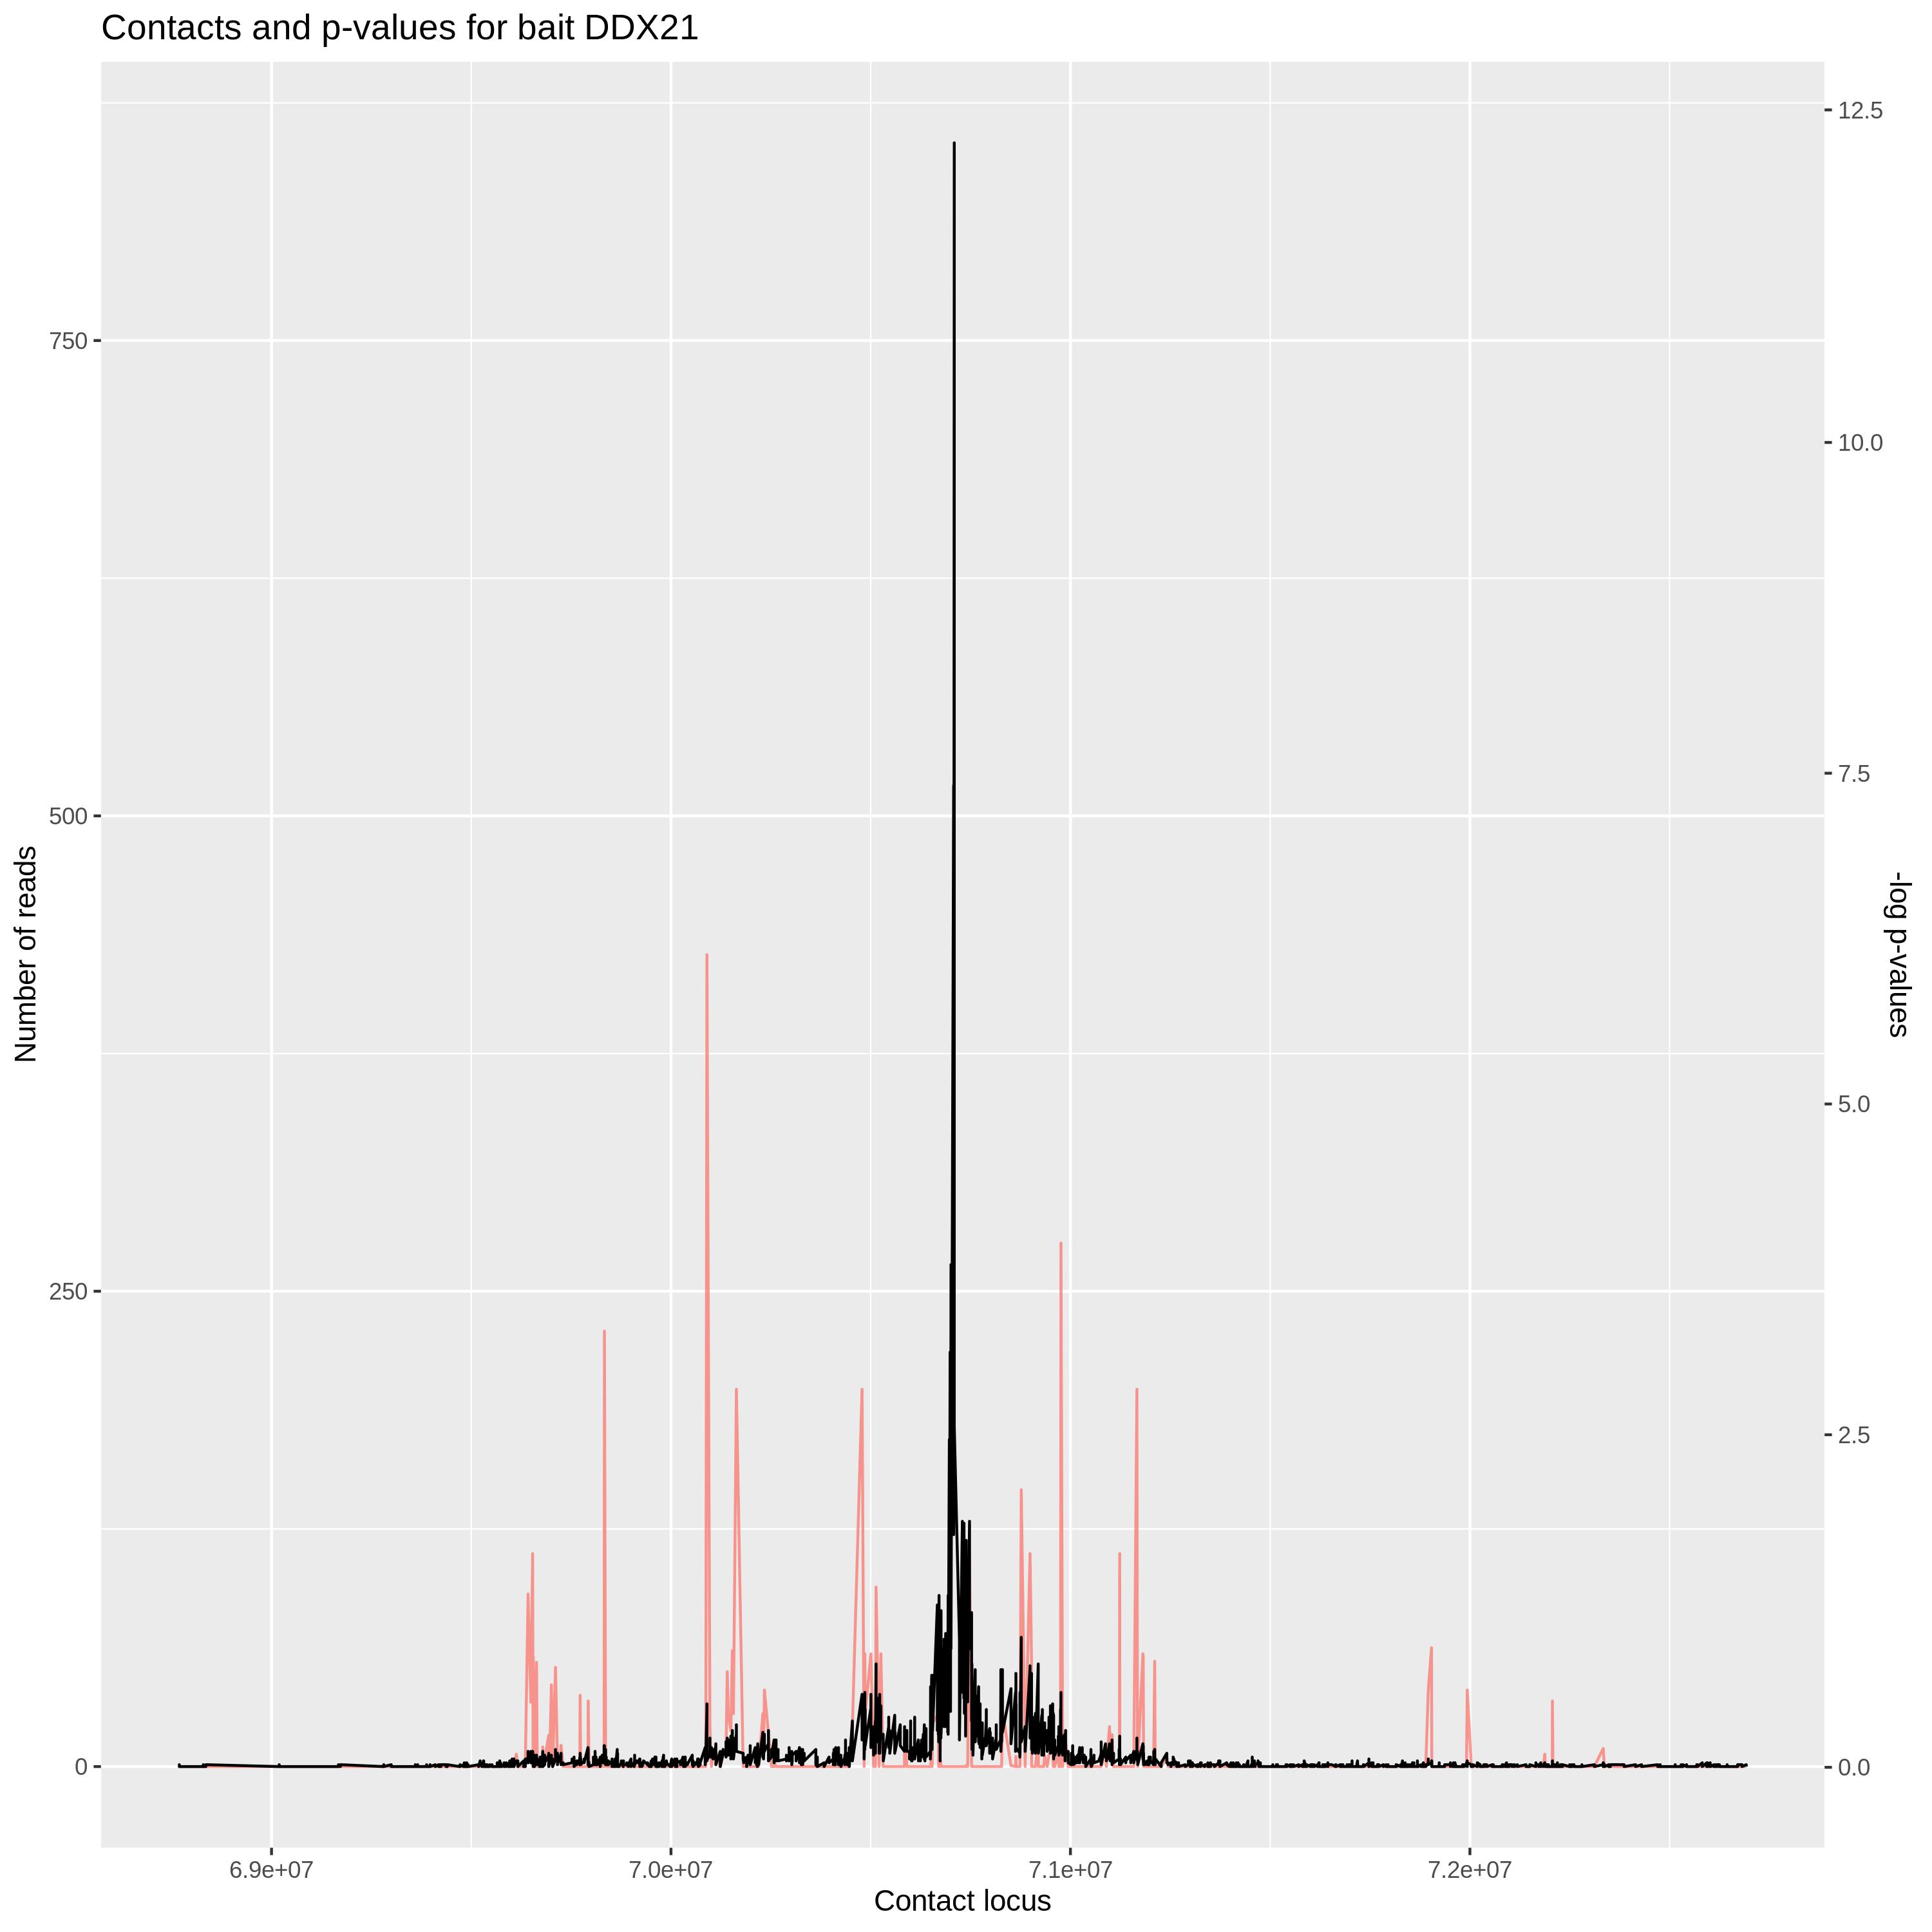 Contacts and p-values for bait DDX21
750
500
250
0
Number of reads
12.5
10.0
7.5
5.0
2.5
0.0
-log p-values
6.9e+07
7.0e+07
7.1e+07
7.2e+07
Contact locus